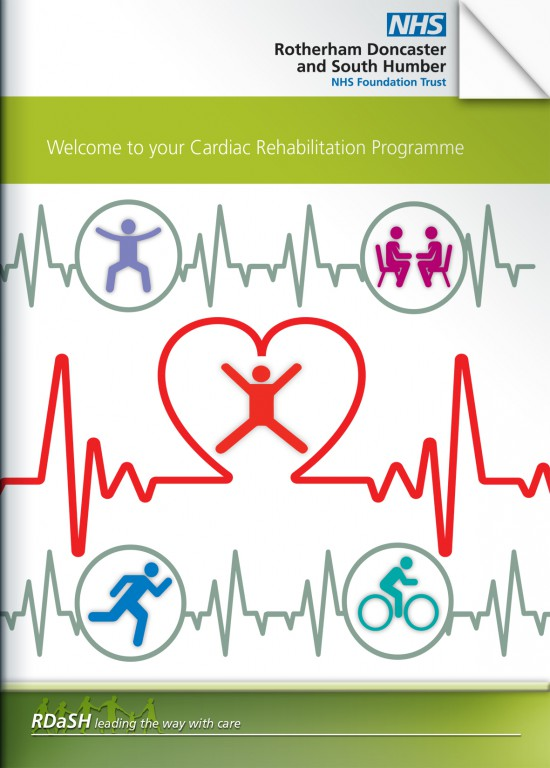 NHS
Rotherham Doncaster
and South Humber
NHS Foundation Trust
Welcome to your Cardiac Rehabilitation Programme
RDaSH leading the way with care